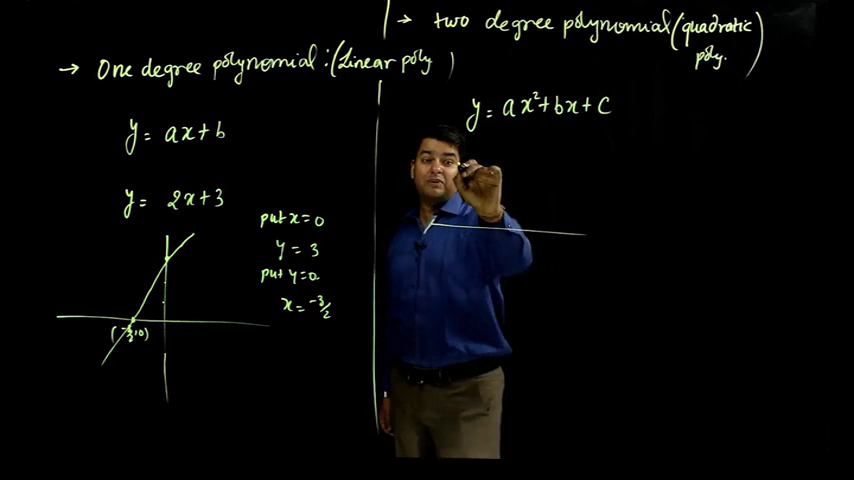 → One degree polynomial : (Linear poly )
y = ax + b
y = 2x + 3
put x = 0
y = 3
put y = 0
x = -3/2
(-3/2, 0)
→ two degree polynomial (quadratic
poly. )
y = ax² + bx + c